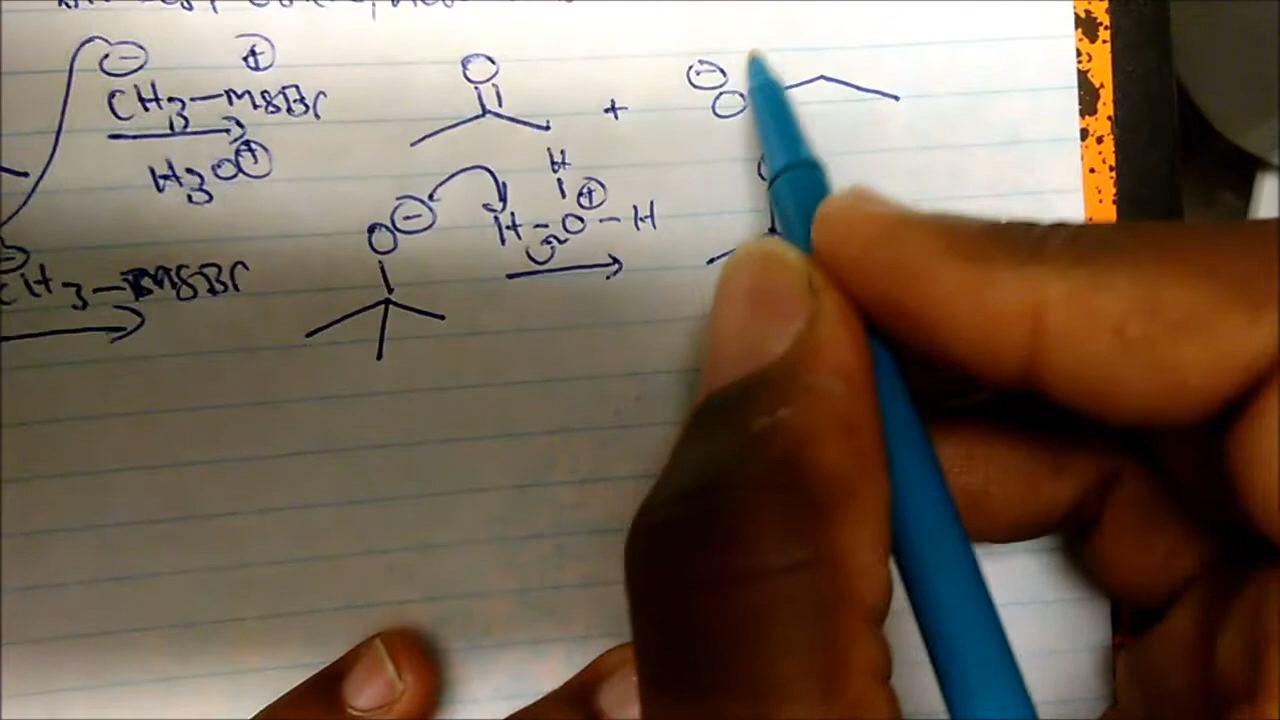 ⊖ ⊕
CH3—MgBr O + ⊖ O
H3O⊕
H
O⊖ H—O⊕—H
CH3—MgBr